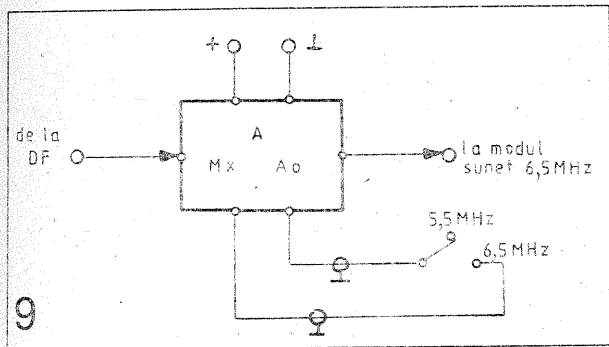 + ⊥
de la
DF
A
Mx Ao
la modul
sunet 6,5MHz
5,5MHz
6,5MHz
9